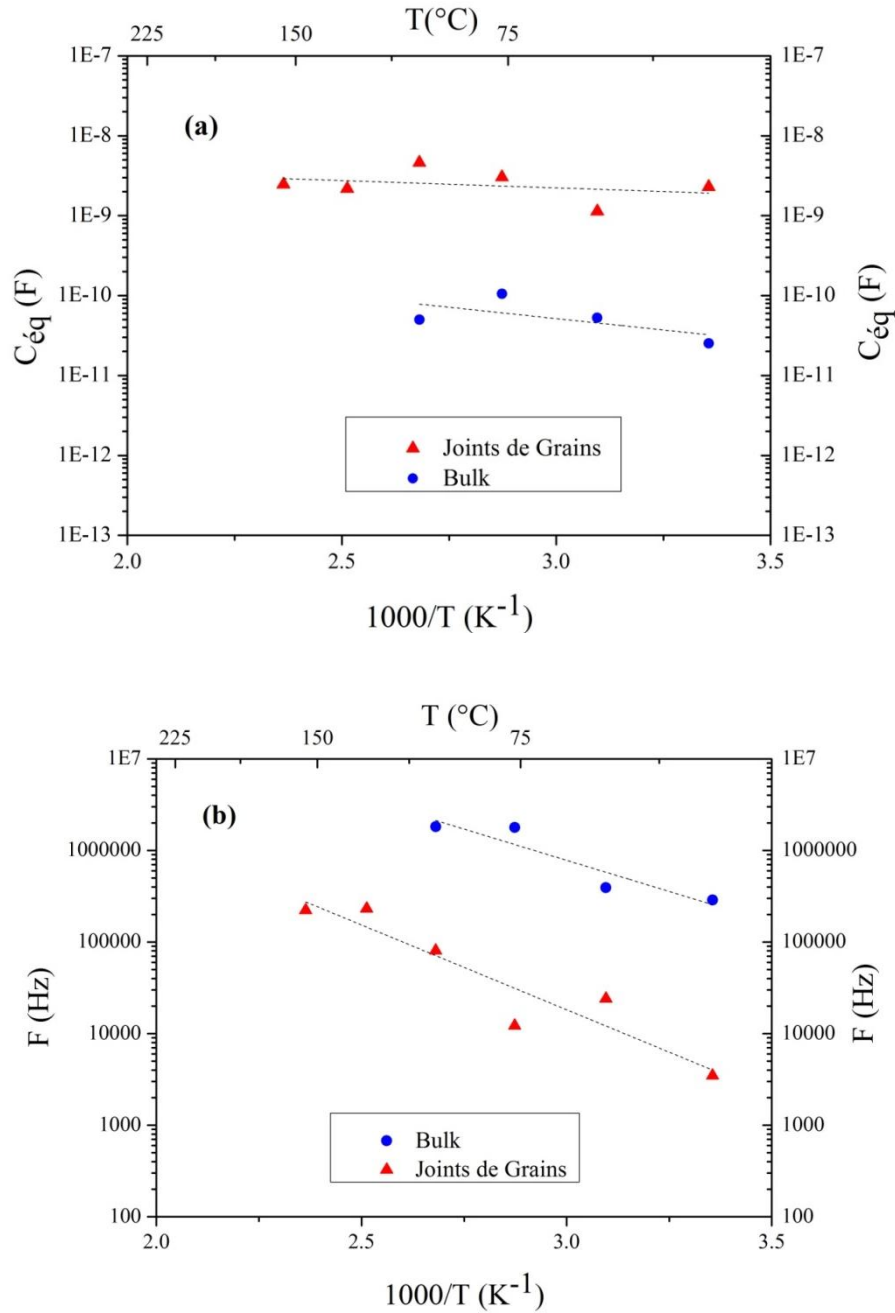 T(°C)
225 150 75
1E-7 1E-7
(a)
1E-8 1E-8
1E-9 1E-9
1E-10 1E-10
1E-11 1E-11
1E-12 1E-12
1E-13 1E-13
Céq (F)
Céq (F)
Joints de Grains
Bulk
2.0 2.5 3.0 3.5
1000/T (K-1)
T (°C)
225 150 75
1E7 1E7
(b)
1000000 1000000
100000 100000
10000 10000
1000 1000
100 100
F (Hz)
F (Hz)
Bulk
Joints de Grains
2.0 2.5 3.0 3.5
1000/T (K-1)